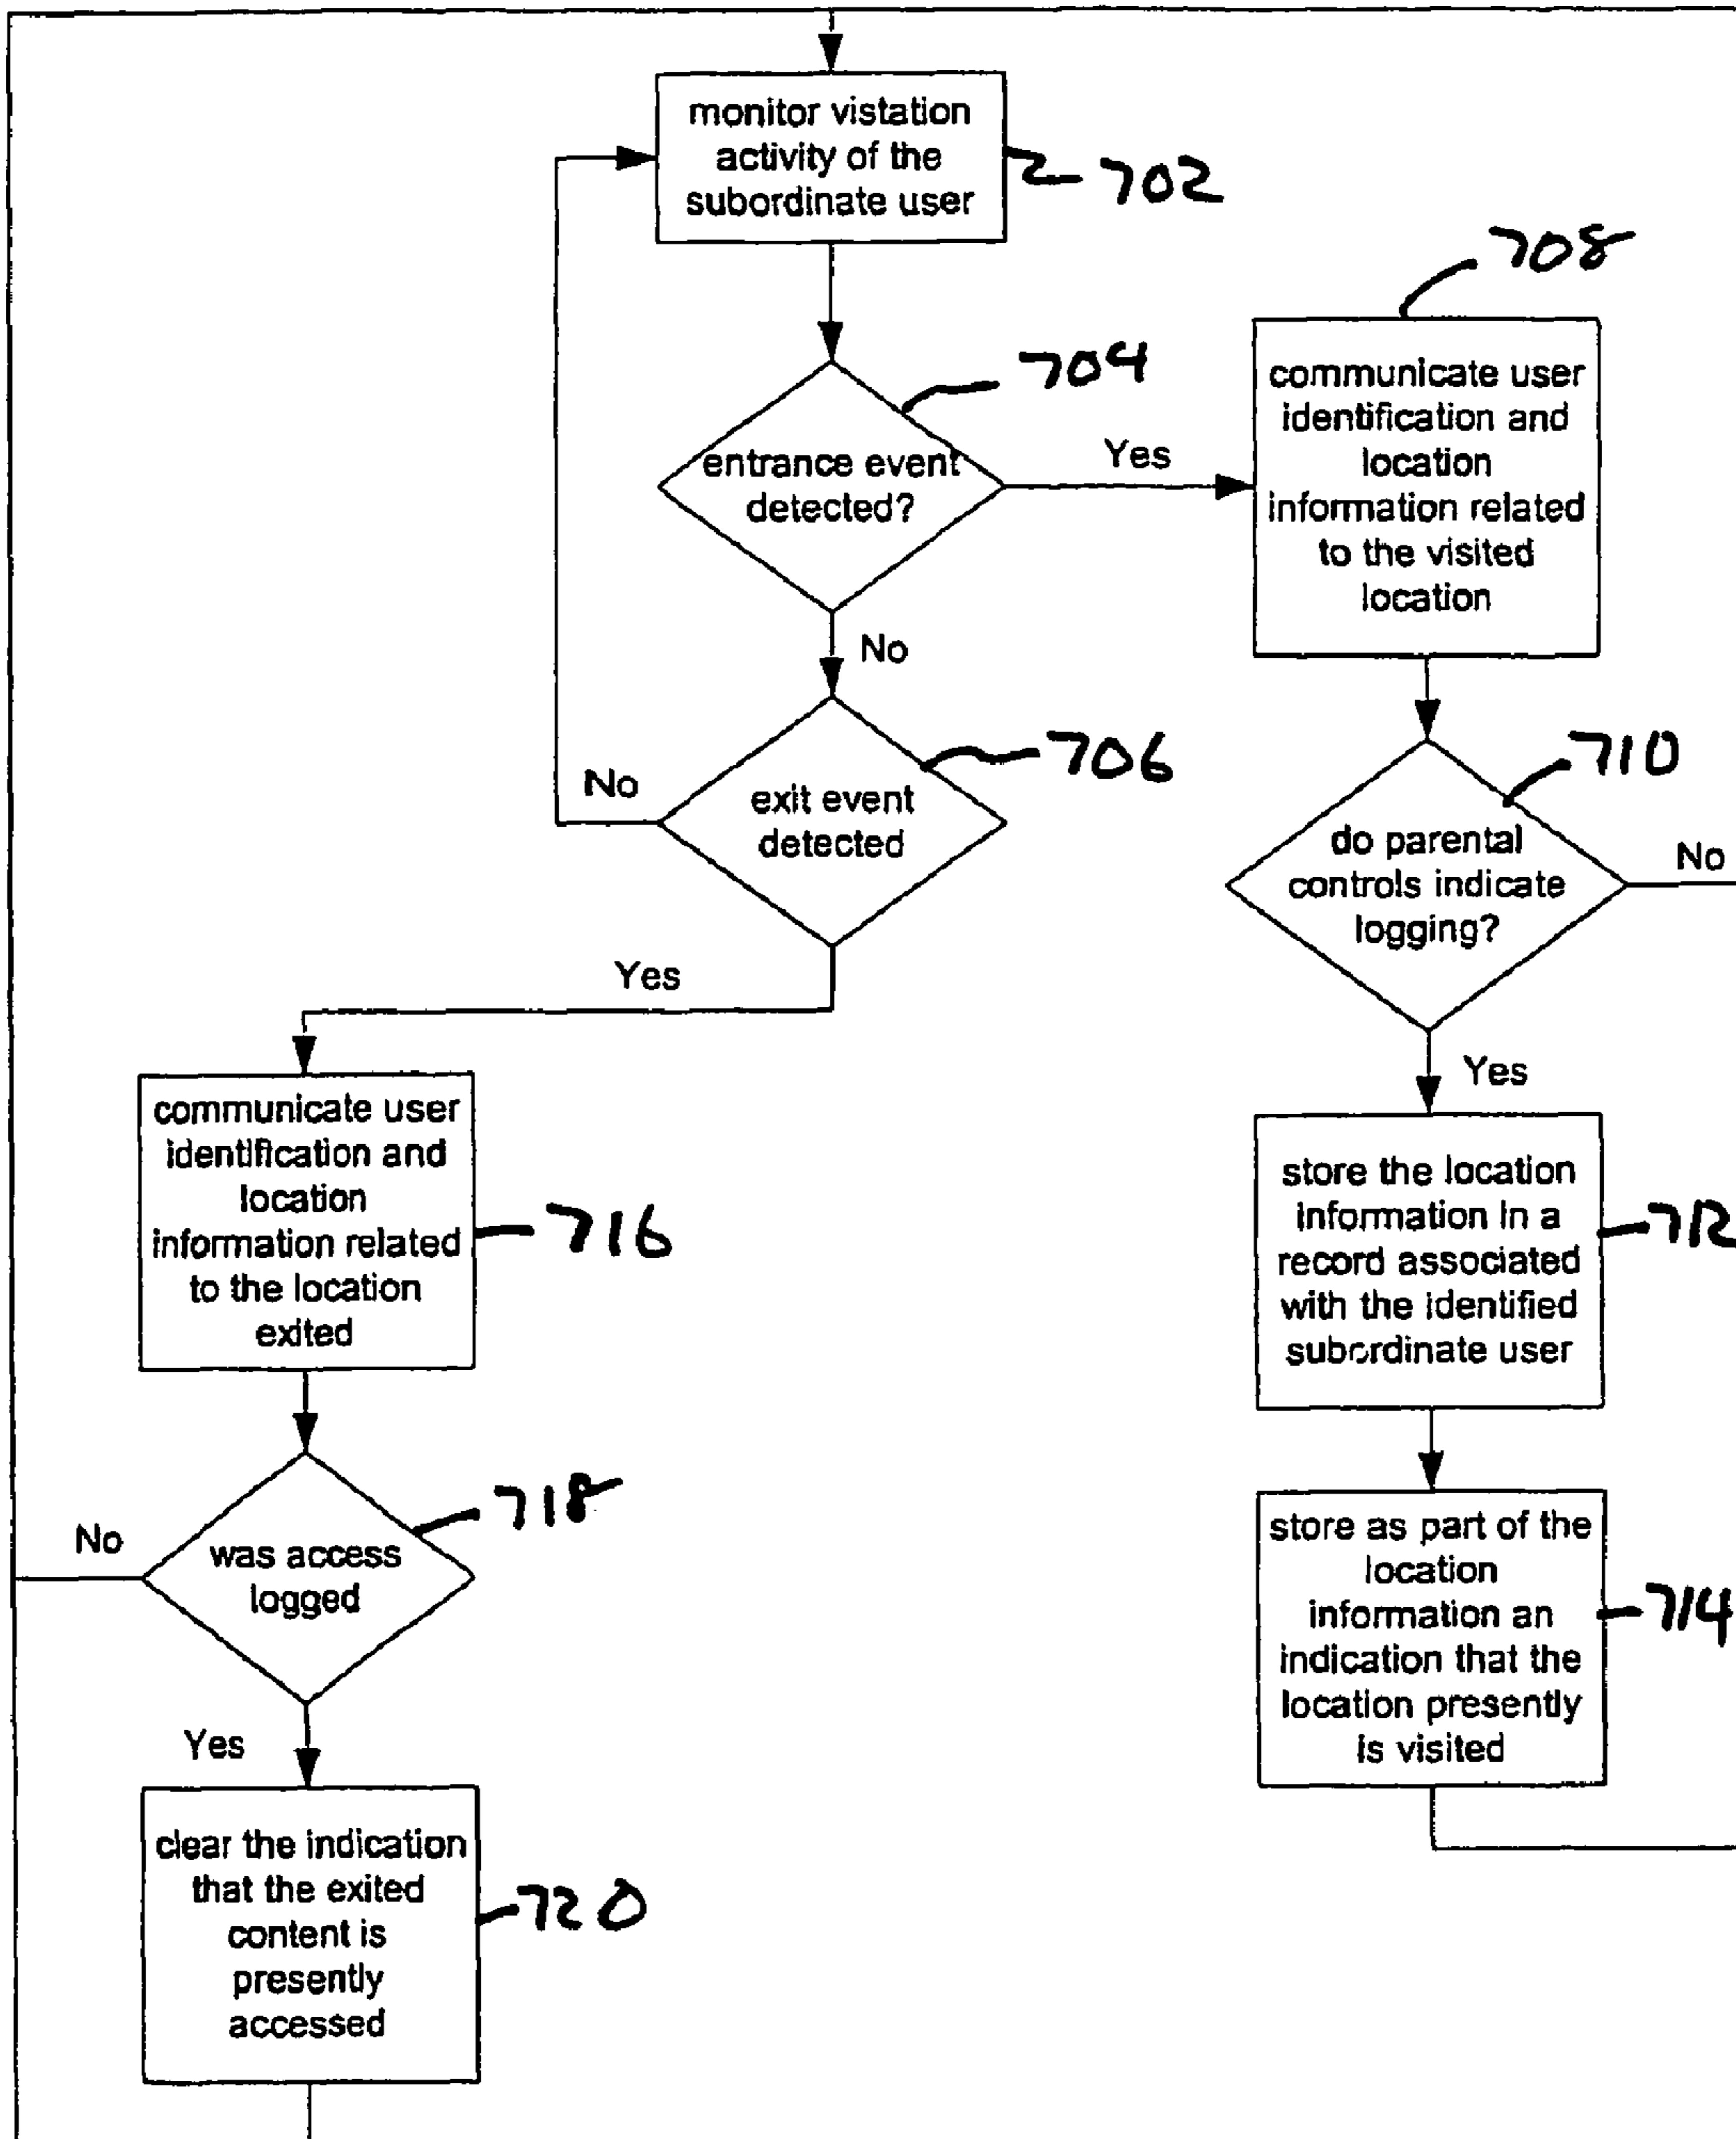 monitor vistation
activity of the
subordinate user
702
704
entrance event
detected?
Yes
No
708
communicate user
identification and
location
information related
to the visited
location
706
exit event
detected
No
Yes
710
do parental
controls indicate
logging?
No
Yes
communicate user
identification and
location
information related
to the location
exited
716
store the location
information in a
record associated
with the identified
subordinate user
712
718
was access
logged
No
Yes
store as part of the
location
information an
indication that the
location presently
is visited
714
clear the indication
that the exited
content is
presently
accessed
720